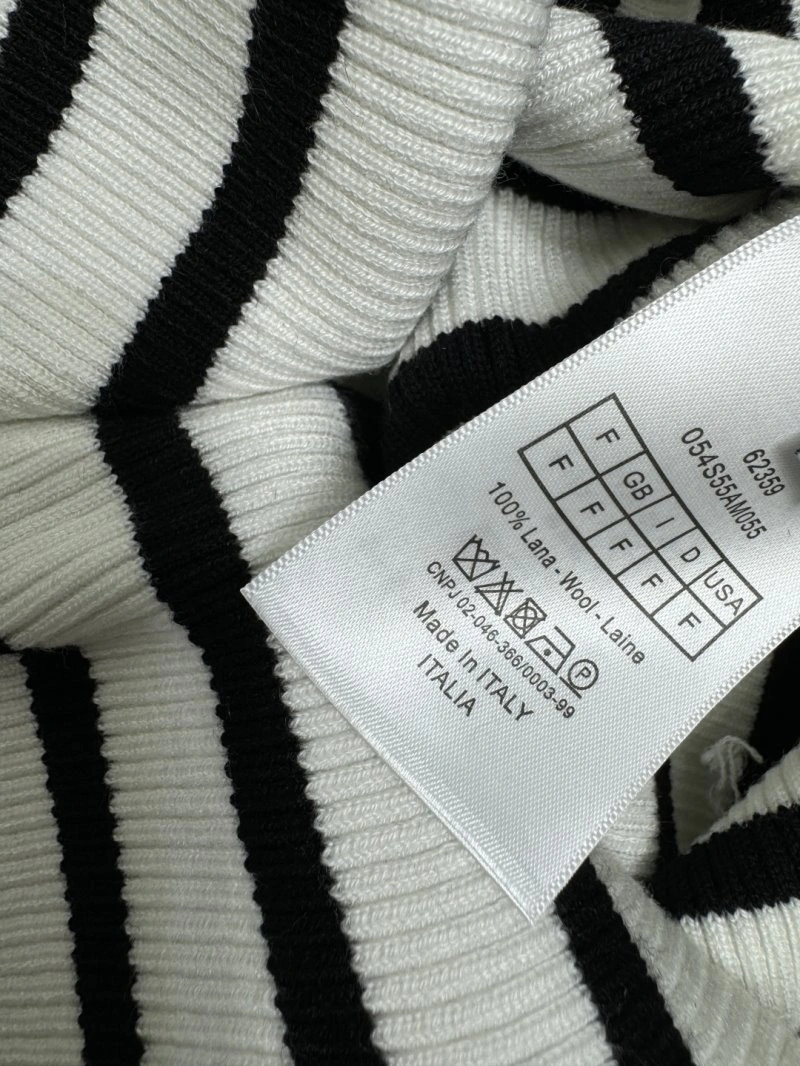 62359
054S55AM055
F GB I D USA
F F F F F
100% Lana - Wool - Laine
P
CNPJ 02-046-366/0003-99
Made In ITALY
ITALIA